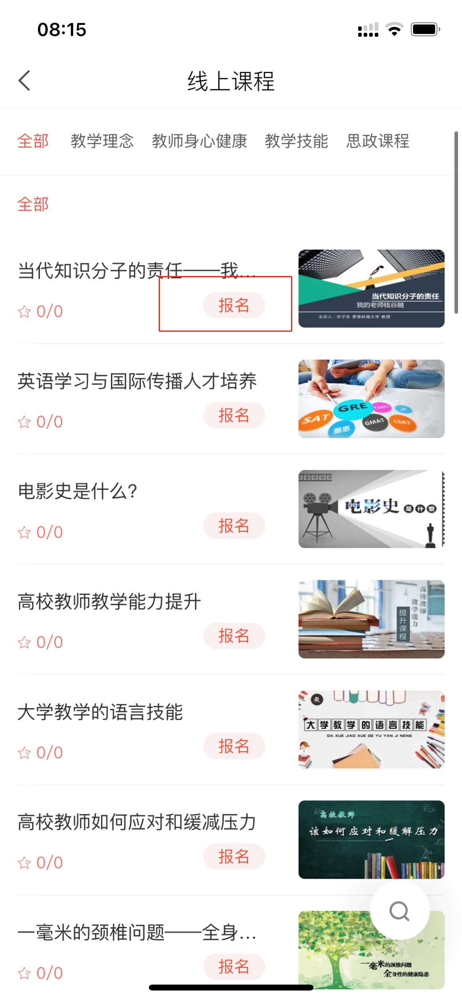 08:15
线上课程
全部 教学理念 教师身心健康 教学技能 思政课程
全部
当代知识分子的责任——我...
0/0
报名
当代知识分子的责任
我的老师钱谷融
主讲人：许子东 香港岭南大学 教授
英语学习与国际传播人才培养
0/0
报名
GRE
TOEFL
SAT
GMAT
LSAT
雅思
电影史是什么?
0/0
报名
电影史是什麼
高校教师教学能力提升
0/0
报名
高校教师
教学能力
提升课程
大学教学的语言技能
0/0
报名
教
大学教学的语言技能
DA XUE JIAO XUE DE YU YAN JI NENG
高校教师如何应对和缓减压力
0/0
报名
高校教师
该如何应对和缓解压力
一毫米的颈椎问题——全身...
0/0
报名
一毫米的颈椎问题
全身性的健康隐患